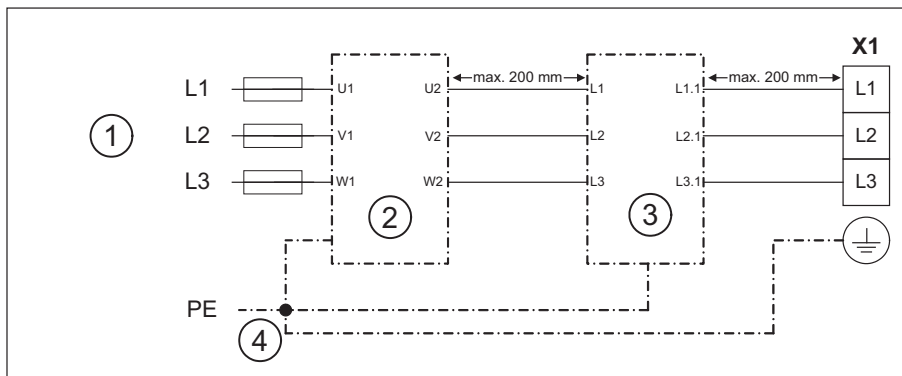 X1
max. 200 mm max. 200 mm
L1 U1 U2 L1 L1.1 L1
1 L2 V1 V2 L2 L2.1 L2
L3 W1 W2 L3 L3.1 L3
2 3
PE
4